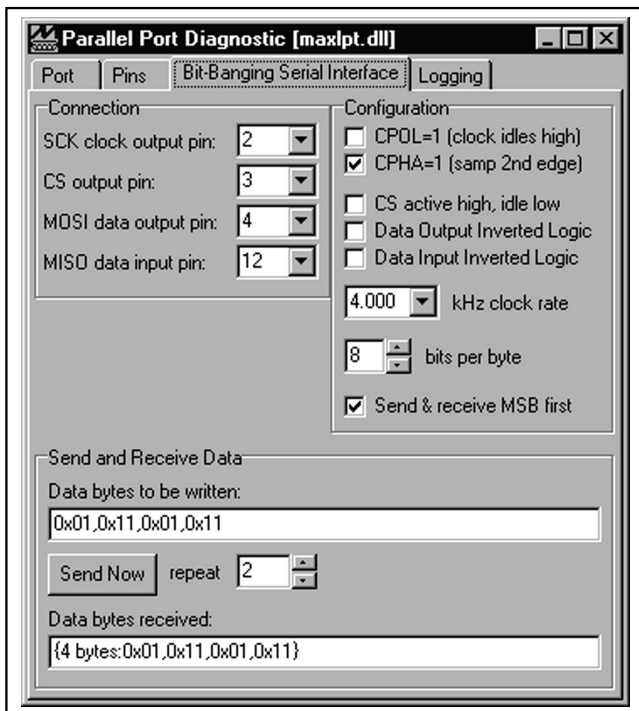 Parallel Port Diagnostic [maxlpt.dll]
Port Pins Bit-Banging Serial Interface Logging
Connection
SCK clock output pin: 2
CS output pin: 3
MOSI data output pin: 4
MISO data input pin: 12
Configuration
CPOL=1 (clock idles high)
CPHA=1 (samp 2nd edge)
CS active high, idle low
Data Output Inverted Logic
Data Input Inverted Logic
4.000 kHz clock rate
8 bits per byte
Send & receive MSB first
Send and Receive Data
Data bytes to be written:
0x01,0x11,0x01,0x11
Send Now repeat 2
Data bytes received:
{4 bytes:0x01,0x11,0x01,0x11}